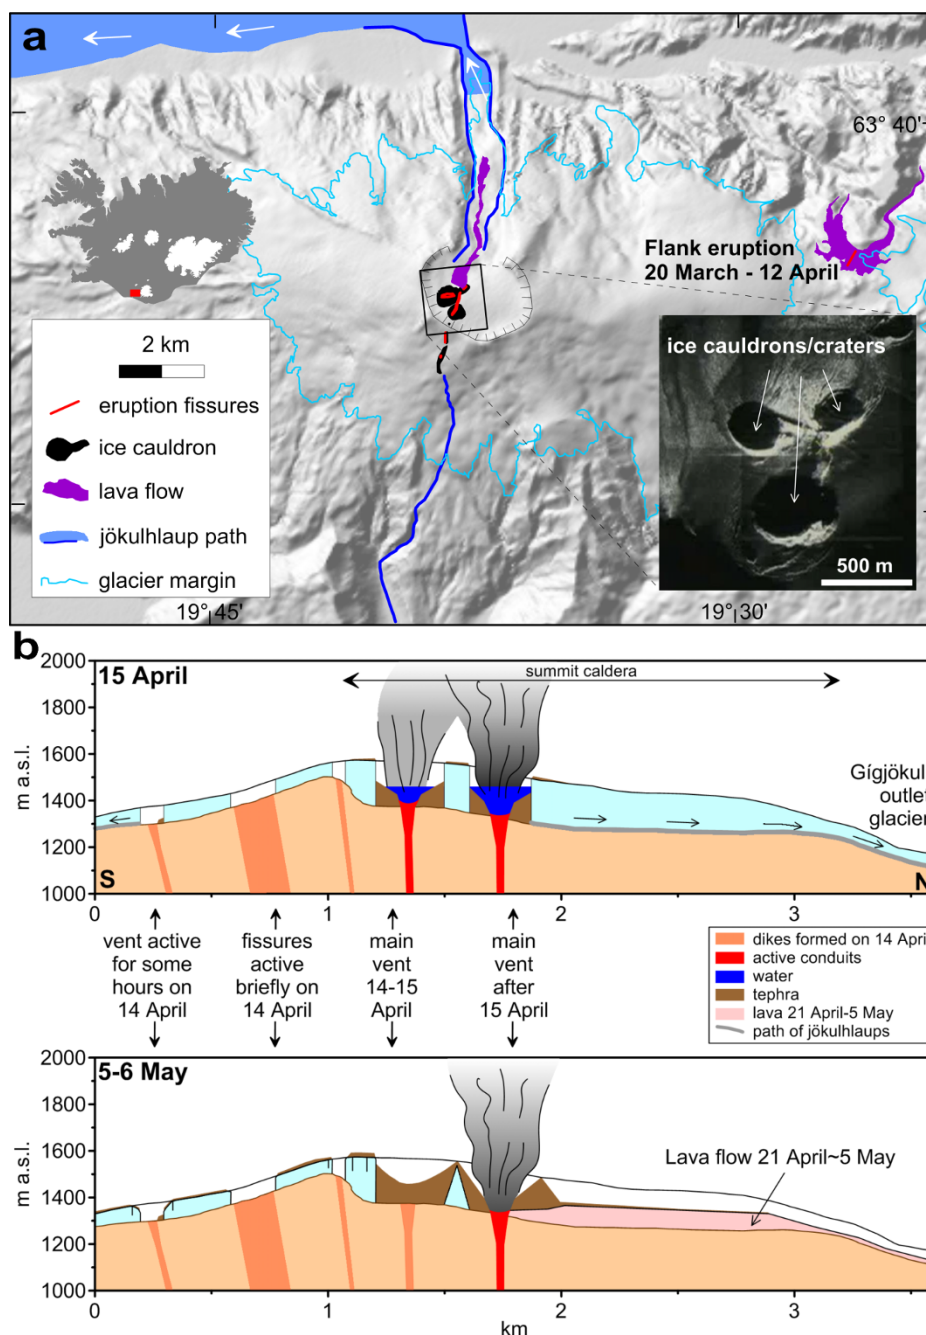 a
63° 40'
Flank eruption
20 March - 12 April
2 km
eruption fissures
ice cauldron
lava flow
jökulhlaup path
glacier margin
ice cauldrons/craters
500 m
19° 45'
19° 30'
b
2000
1800
1600
1400
1200
1000
m a.s.l.
15 April
summit caldera
Gígjökull
outlet
glacier
S
N
0
1
2
3
vent active
for some
hours on
14 April
fissures
active
briefly on
14 April
main
vent
14-15
April
main
vent
after
15 April
dikes formed on 14 April
active conduits
water
tephra
lava 21 April-5 May
path of jökulhlaups
2000
1800
1600
1400
1200
1000
m a.s.l.
5-6 May
Lava flow 21 April~5 May
0
1
2
3
km